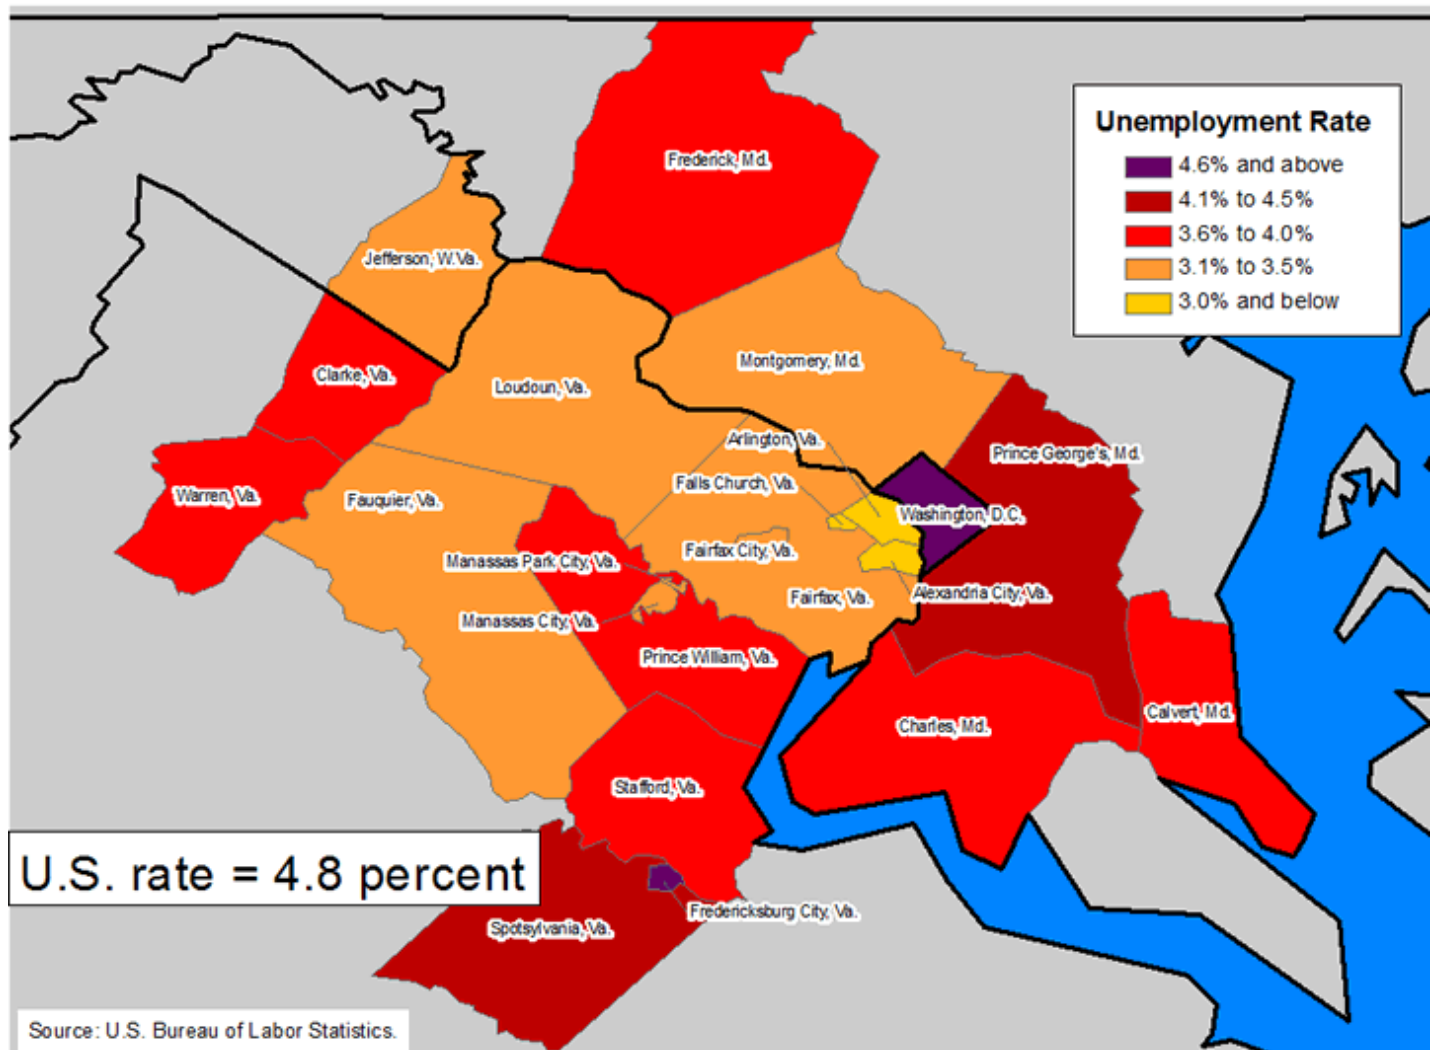 Unemployment Rate
4.6% and above
4.1% to 4.5%
3.6% to 4.0%
3.1% to 3.5%
3.0% and below
Frederick, Md.
Jefferson, W.Va.
Montgomery, Md.
Clarke, Va.
Loudoun, Va.
Arlington, Va.
Prince George's, Md.
Falls Church, Va.
Warren, Va.
Fauquier, Va.
Washington, D.C.
Fairfax City, Va.
Manassas Park City, Va.
Alexandria City, Va.
Fairfax, Va.
Manassas City, Va.
Prince William, Va.
Calvert, Md.
Charles, Md.
Stafford, Va.
U.S. rate = 4.8 percent
Fredericksburg City, Va.
Spotsylvania, Va.
Source: U.S. Bureau of Labor Statistics.